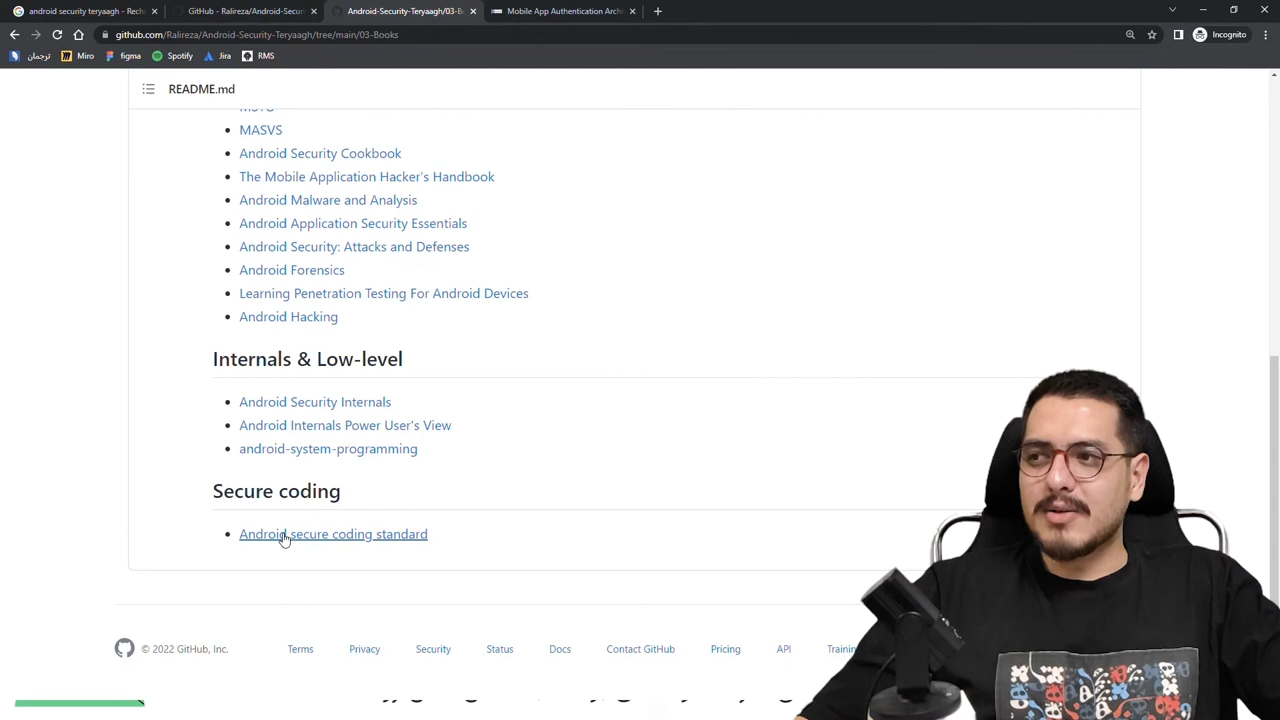 android security teryaagh - Rech
GitHub - Ralireza/Android-Securi
Android-Security-Teryaagh/03-B
Mobile App Authentication Arch
github.com/Ralireza/Android-Security-Teryaagh/tree/main/03-Books
Incognito
ترجمان
Miro
figma
Spotify
Jira
RMS
README.md
MSTG
MASVS
Android Security Cookbook
The Mobile Application Hacker's Handbook
Android Malware and Analysis
Android Application Security Essentials
Android Security: Attacks and Defenses
Android Forensics
Learning Penetration Testing For Android Devices
Android Hacking
Internals & Low-level
Android Security Internals
Android Internals Power User's View
android-system-programming
Secure coding
Android secure coding standard
© 2022 GitHub, Inc.
Terms
Privacy
Security
Status
Docs
Contact GitHub
Pricing
API
Trainin